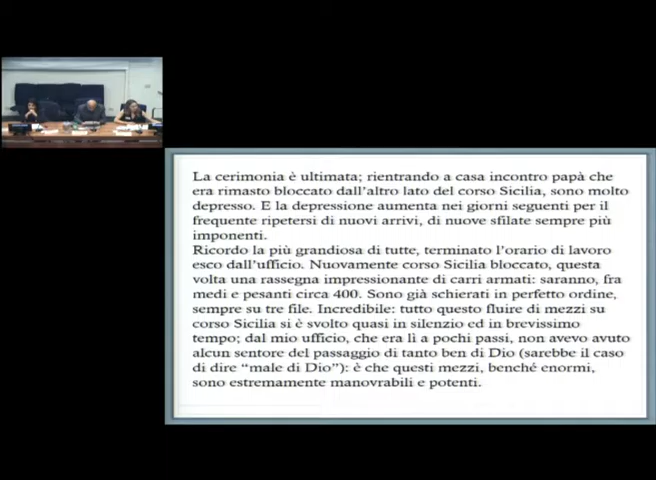 La cerimonia è ultimata; rientrando a casa incontro papà che
era rimasto bloccato dall'altro lato del corso Sicilia, sono molto
depresso. E la depressione aumenta nei giorni seguenti per il
frequente ripetersi di nuovi arrivi, di nuove sfilate sempre più
imponenti.
Ricordo la più grandiosa di tutte, terminato l'orario di lavoro
esco dall'ufficio. Nuovamente corso Sicilia bloccato, questa
volta una rassegna impressionante di carri armati: saranno, fra
medi e pesanti circa 400. Sono già schierati in perfetto ordine,
sempre su tre file. Incredibile: tutto questo fluire di mezzi su
corso Sicilia si è svolto quasi in silenzio ed in brevissimo
tempo; dal mio ufficio, che era lì a pochi passi, non avevo avuto
alcun sentore del passaggio di tanto ben di Dio (sarebbe il caso
di dire “male di Dio”): è che questi mezzi, benché enormi,
sono estremamente manovrabili e potenti.